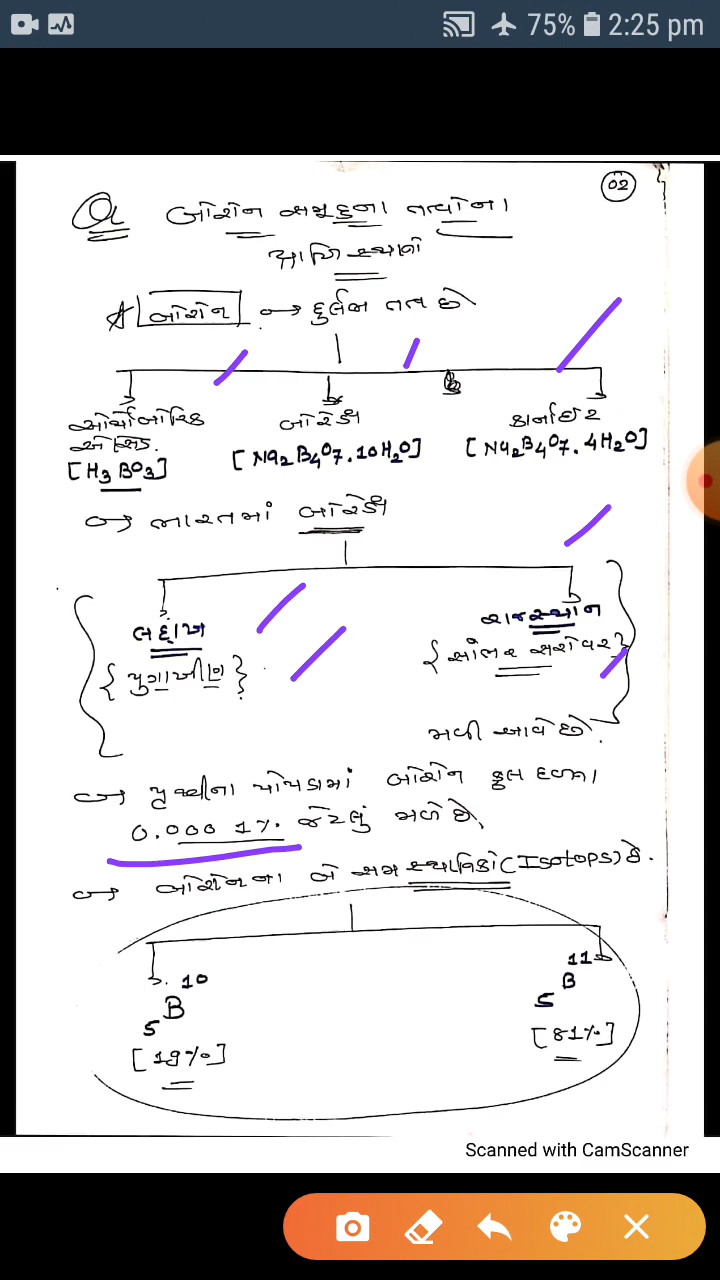 75% 2:25 pm
02
Q બોરોન સમૂહના તત્વોના
પ્રાપ્તિ સ્થાનો
* બોરોન → દુર્લભ તત્વ છે
ઓર્થોબોરિક
એસિડ
[H3BO3]
બોરેક્ષ
[Na2B4O7.10H2O]
કર્નાઈટ
[Na2B4O7.4H2O]
→ ભારતમાં બોરેક્ષ
લદ્દાખ
{પુગાખીણ}
રાજસ્થાન
{સાંભર સરોવર}
મળી આવે છે.
→ પૃથ્વીના પોપડામાં બોરોન કુલ દળના
0.0001%. જેટલું મળે છે,
→ બોરોનના બે સમસ્થાનિકો (Isotops) છે.
10
B
5
[19%]
11
B
5
[81%]
Scanned with CamScanner